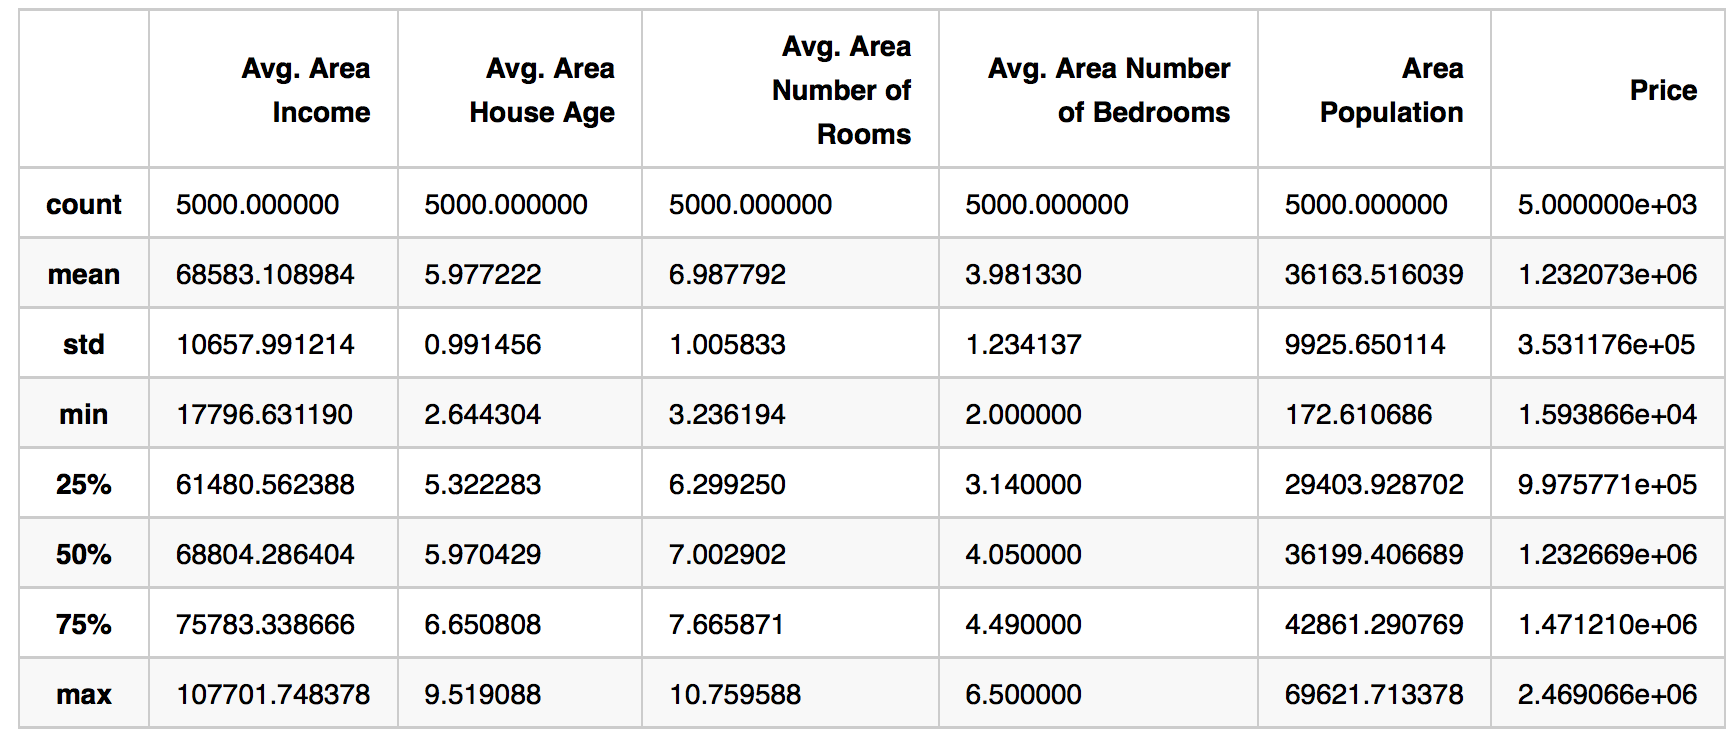 Avg. Area Income Avg. Area House Age Avg. Area Number of Rooms Avg. Area Number of Bedrooms Area Population Price
count 5000.000000 5000.000000 5000.000000 5000.000000 5000.000000 5.000000e+03
mean 68583.108984 5.977222 6.987792 3.981330 36163.516039 1.232073e+06
std 10657.991214 0.991456 1.005833 1.234137 9925.650114 3.531176e+05
min 17796.631190 2.644304 3.236194 2.000000 172.610686 1.593866e+04
25% 61480.562388 5.322283 6.299250 3.140000 29403.928702 9.975771e+05
50% 68804.286404 5.970429 7.002902 4.050000 36199.406689 1.232669e+06
75% 75783.338666 6.650808 7.665871 4.490000 42861.290769 1.471210e+06
max 107701.748378 9.519088 10.759588 6.500000 69621.713378 2.469066e+06